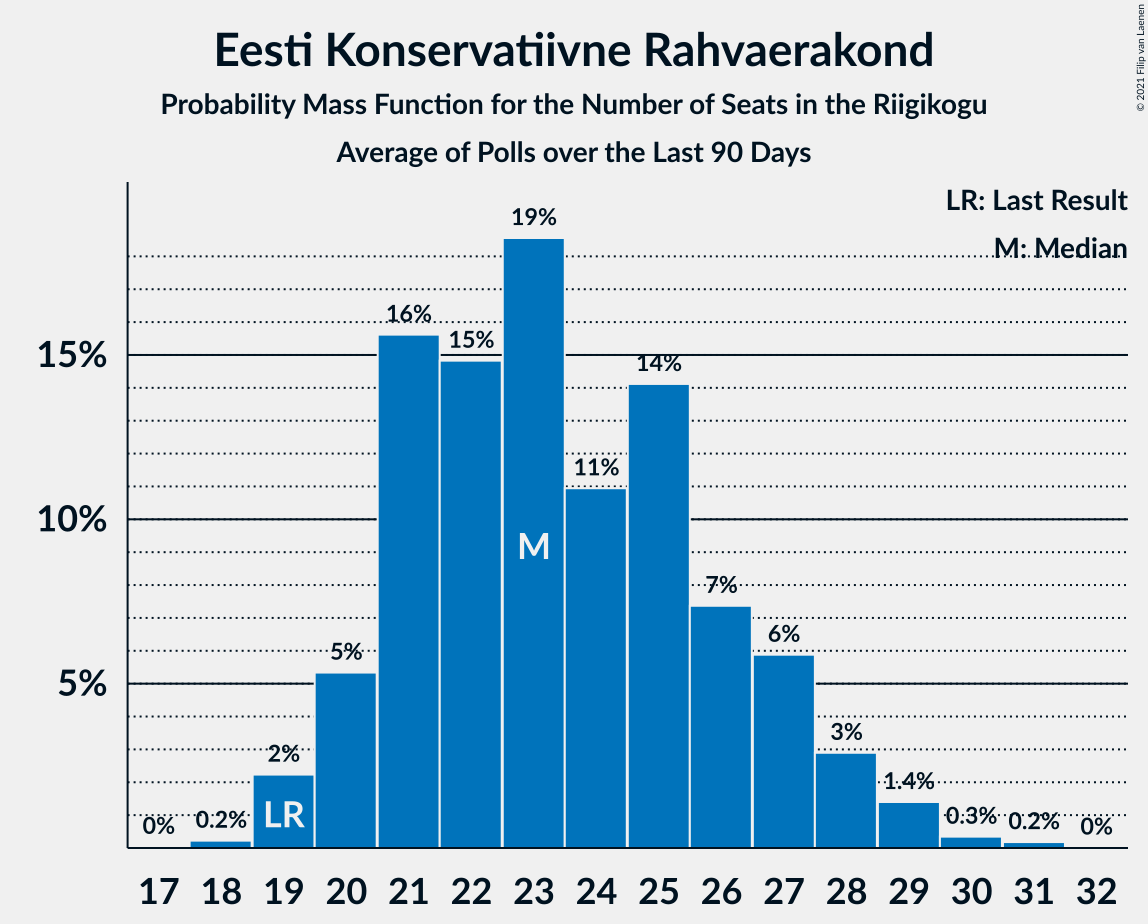 Eesti Konservatiivne Rahvaerakond
Probability Mass Function for the Number of Seats in the Riigikogu
Average of Polls over the Last 90 Days
© 2021 Filip van Laenen
LR: Last Result
M: Median
15%
10%
5%
0%
0.2%
2%
5%
16%
15%
19%
11%
14%
7%
6%
3%
1.4%
0.3%
0.2%
0%
LR
M
17 18 19 20 21 22 23 24 25 26 27 28 29 30 31 32